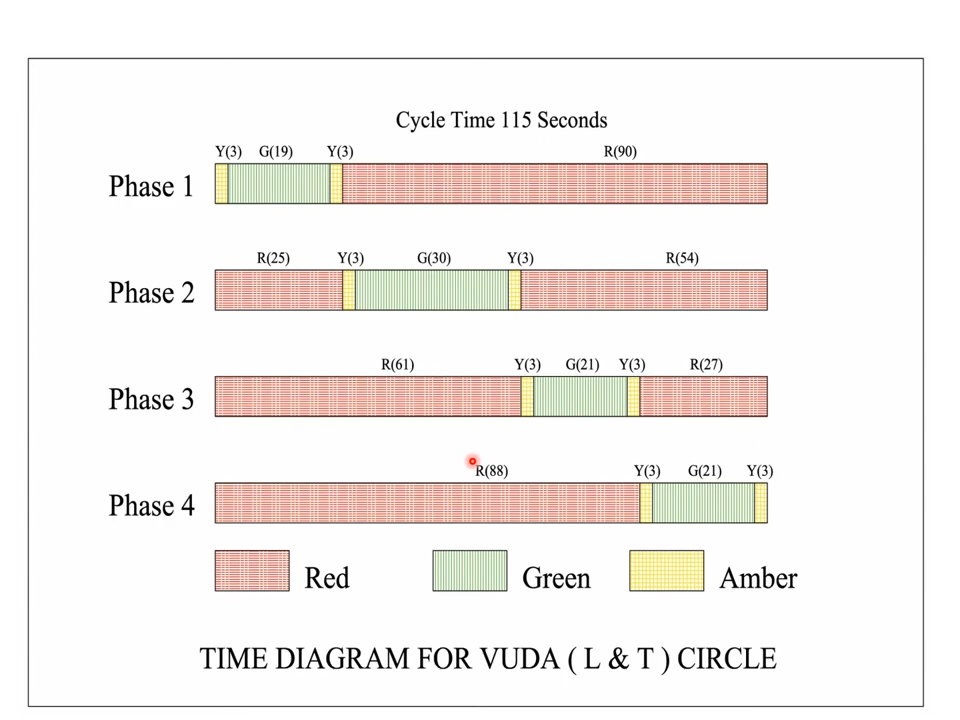 Cycle Time 115 Seconds
Y(3) G(19) Y(3) R(90)
Phase 1
R(25) Y(3) G(30) Y(3) R(54)
Phase 2
R(61) Y(3) G(21) Y(3) R(27)
Phase 3
R(88) Y(3) G(21) Y(3)
Phase 4
Red Green Amber
TIME DIAGRAM FOR VUDA ( L & T ) CIRCLE